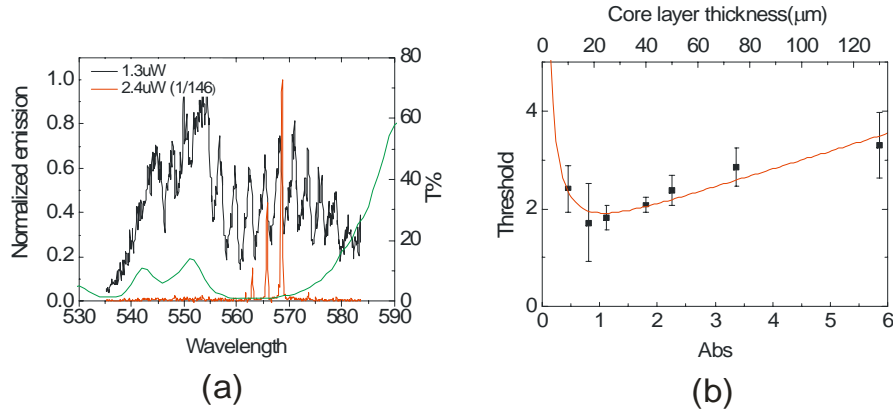 1.3uW
2.4uW (1/146)
Normalized emission
1.0
0.8
0.6
0.4
0.2
0.0
80
60
40
20
0
T%
530 540 550 560 570 580 590
Wavelength
(a)
Core layer thickness(μm)
0 20 40 60 80 100 120
Threshold
4
2
0
0 1 2 3 4 5 6
Abs
(b)